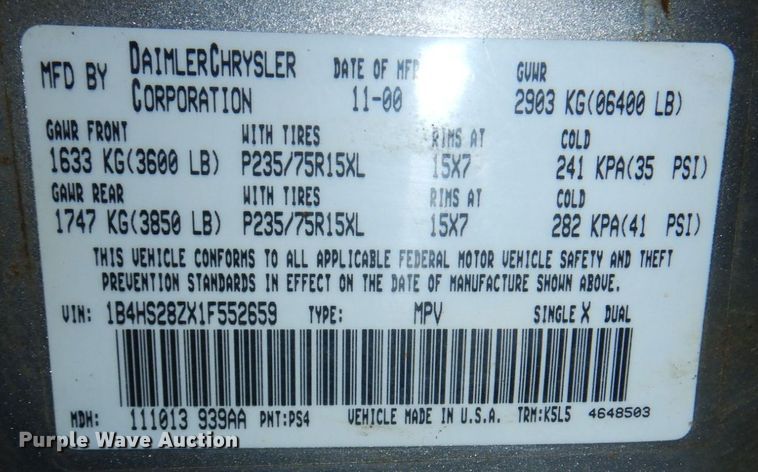 MFD BY DAIMLERCHRYSLER CORPORATION DATE OF MFD 11-00 GVWR 2903 KG(06400 LB)
GAWR FRONT WITH TIRES RIMS AT COLD
1633 KG(3600 LB) P235/75R15XL 15X7 241 KPA(35 PSI)
GAWR REAR WITH TIRES RIMS AT COLD
1747 KG(3850 LB) P235/75R15XL 15X7 282 KPA(41 PSI)
THIS VEHICLE CONFORMS TO ALL APPLICABLE FEDERAL MOTOR VEHICLE SAFETY AND THEFT
PREVENTION STANDARDS IN EFFECT ON THE DATE OF MANUFACTURE SHOWN ABOVE.
VIN: 1B4HS28ZX1F552659 TYPE: MPV SINGLE X DUAL
MDH: 111013 939AA PNT:PS4 VEHICLE MADE IN U.S.A. TRM:K5L5 4648503
Purple Wave Auction